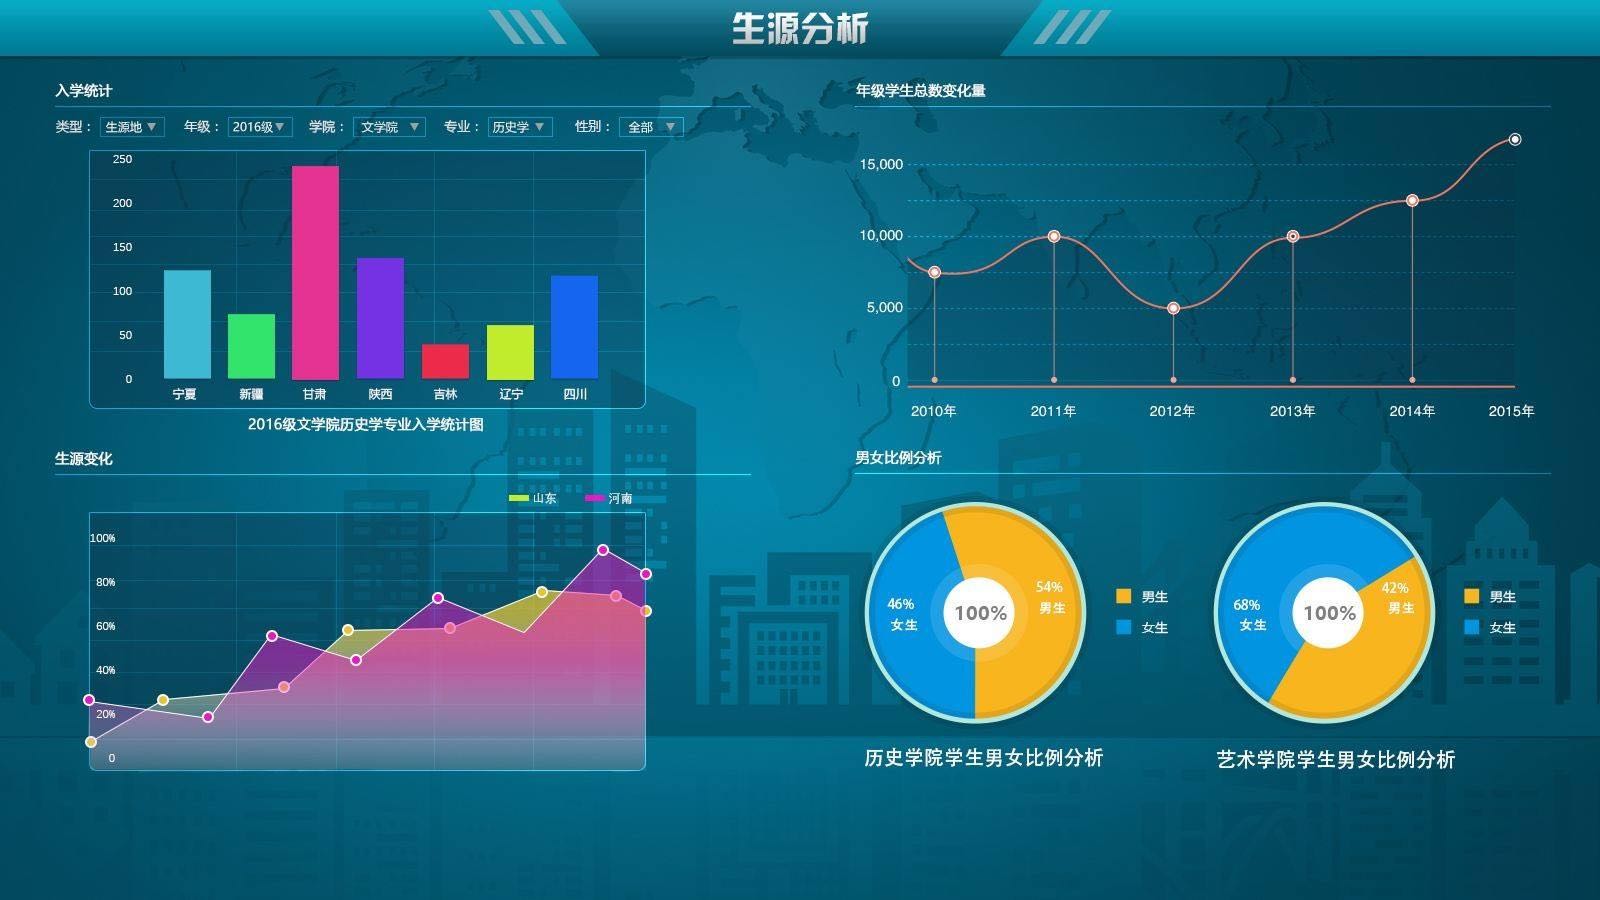 生源分析
入学统计
类型： 生源地 年级： 2016级 学院： 文学院 专业： 历史学 性别： 全部
250
200
150
100
50
0
宁夏 新疆 甘肃 陕西 吉林 辽宁 四川
2016级文学院历史学专业入学统计图
年级学生总数变化量
15,000
10,000
5,000
0
2010年 2011年 2012年 2013年 2014年 2015年
生源变化
山东 河南
100%
80%
60%
40%
20%
0
男女比例分析
54%
男生
46%
女生
100%
男生
女生
历史学院学生男女比例分析
42%
男生
68%
女生
100%
男生
女生
艺术学院学生男女比例分析